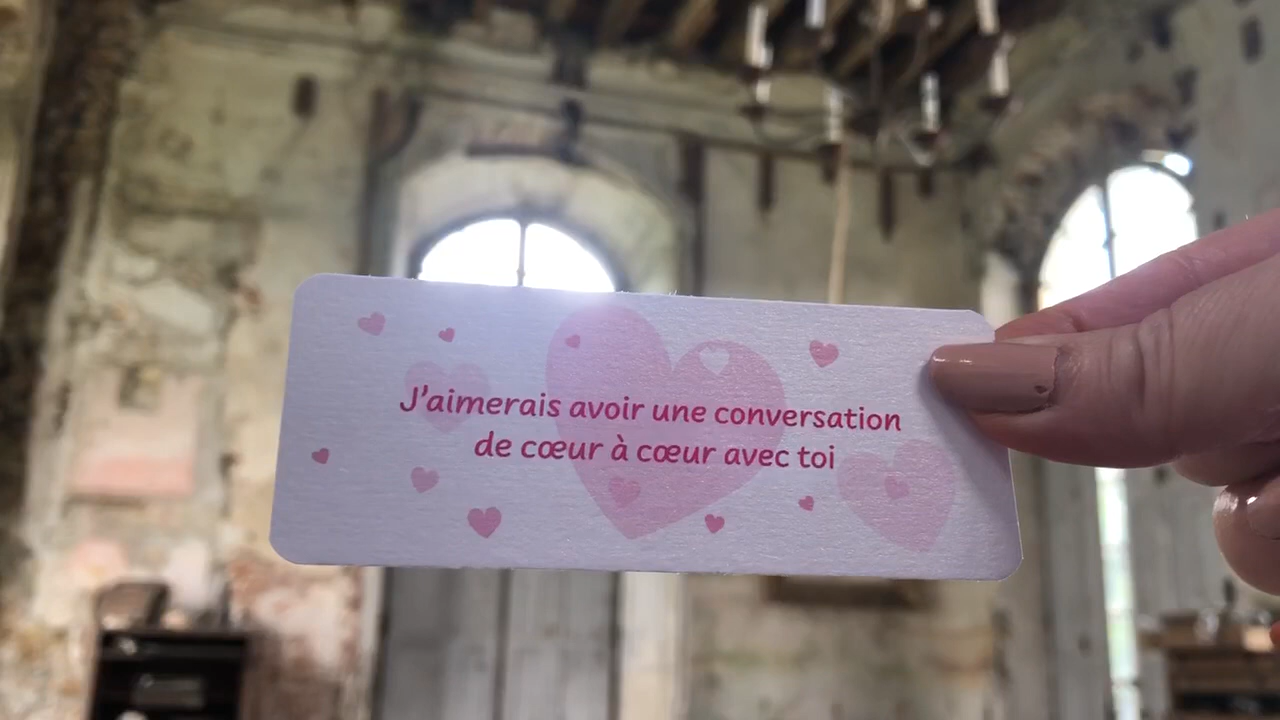 J'aimerais avoir une conversation
de cœur à cœur avec toi